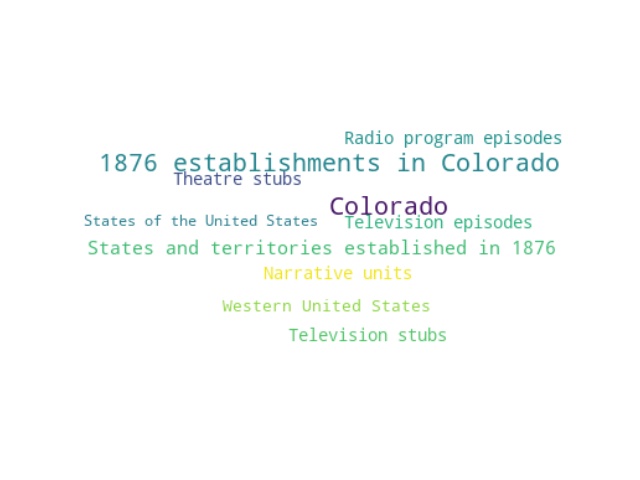 Radio program episodes
1876 establishments in Colorado
Theatre stubs
Colorado
States of the United States
Television episodes
States and territories established in 1876
Narrative units
Western United States
Television stubs